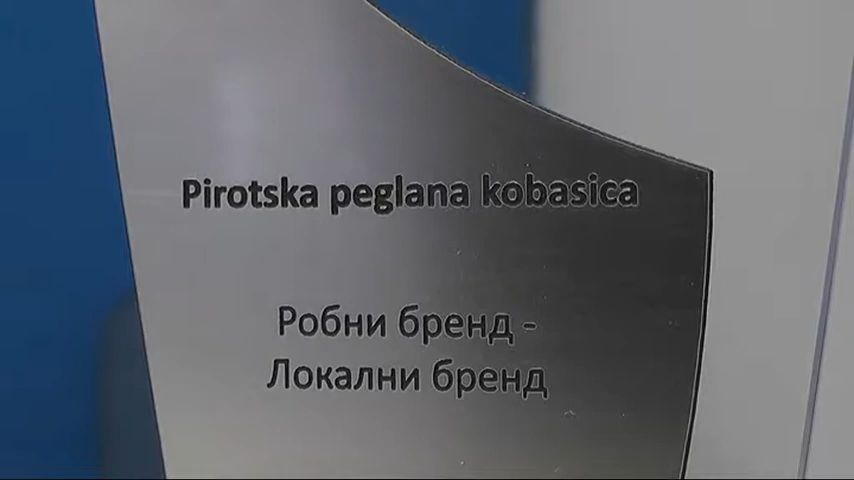 Pirotska peglana kobasica
Робни бренд -
Локални бренд